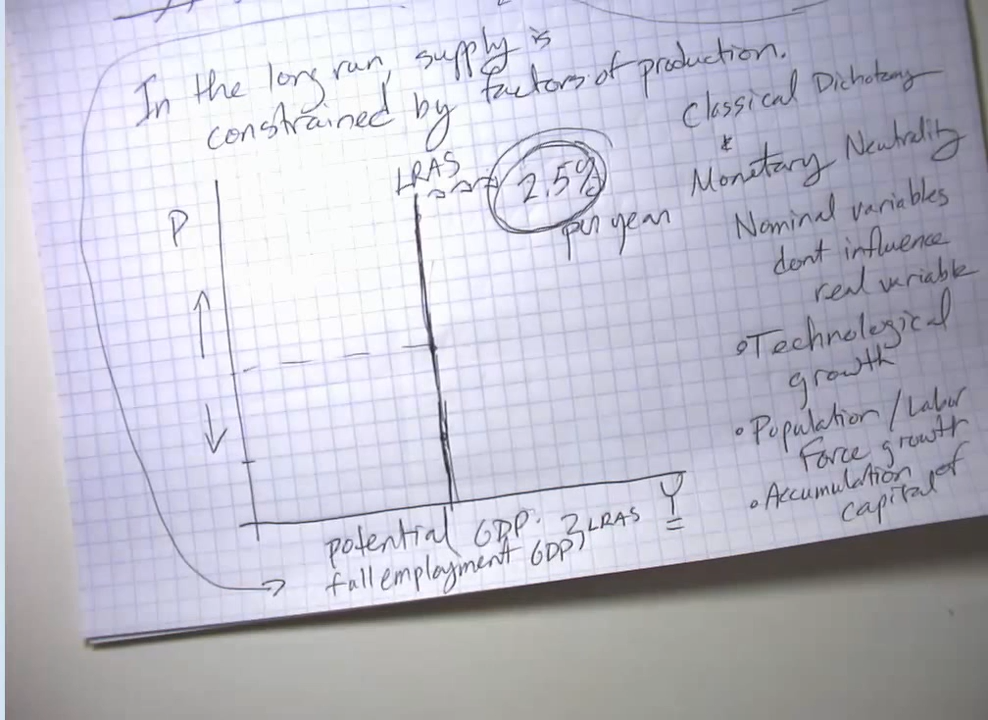 In the long run, supply is
constrained by factors of production.
Classical Dichotomy
&
Monetary Neutrality
Nominal variables
dont influence
real variable
LRAS
2.5%
per year
P
• Technological
growth
• Population / Labor
Force growth
• Accumulation of
capital
Y
potential GDP
LRAS
full employment GDP